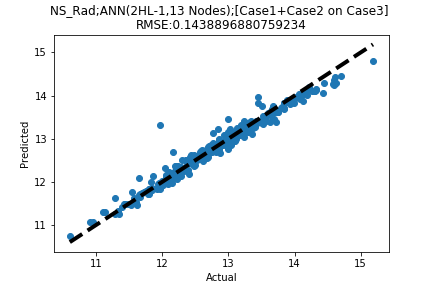 NS_Rad;ANN(2HL-1,13 Nodes);[Case1+Case2 on Case3]
RMSE:0.1438896880759234
15
14
13
12
11
Predicted
11
12
13
14
15
Actual